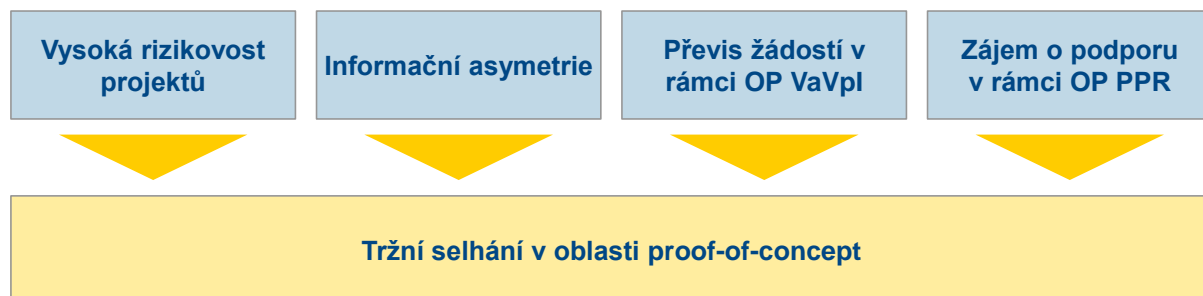 Vysoká rizikovost
projektů
Informační asymetrie
Převis žádostí v
rámci OP VaVpI
Zájem o podporu
v rámci OP PPR
Tržní selhání v oblasti proof-of-concept